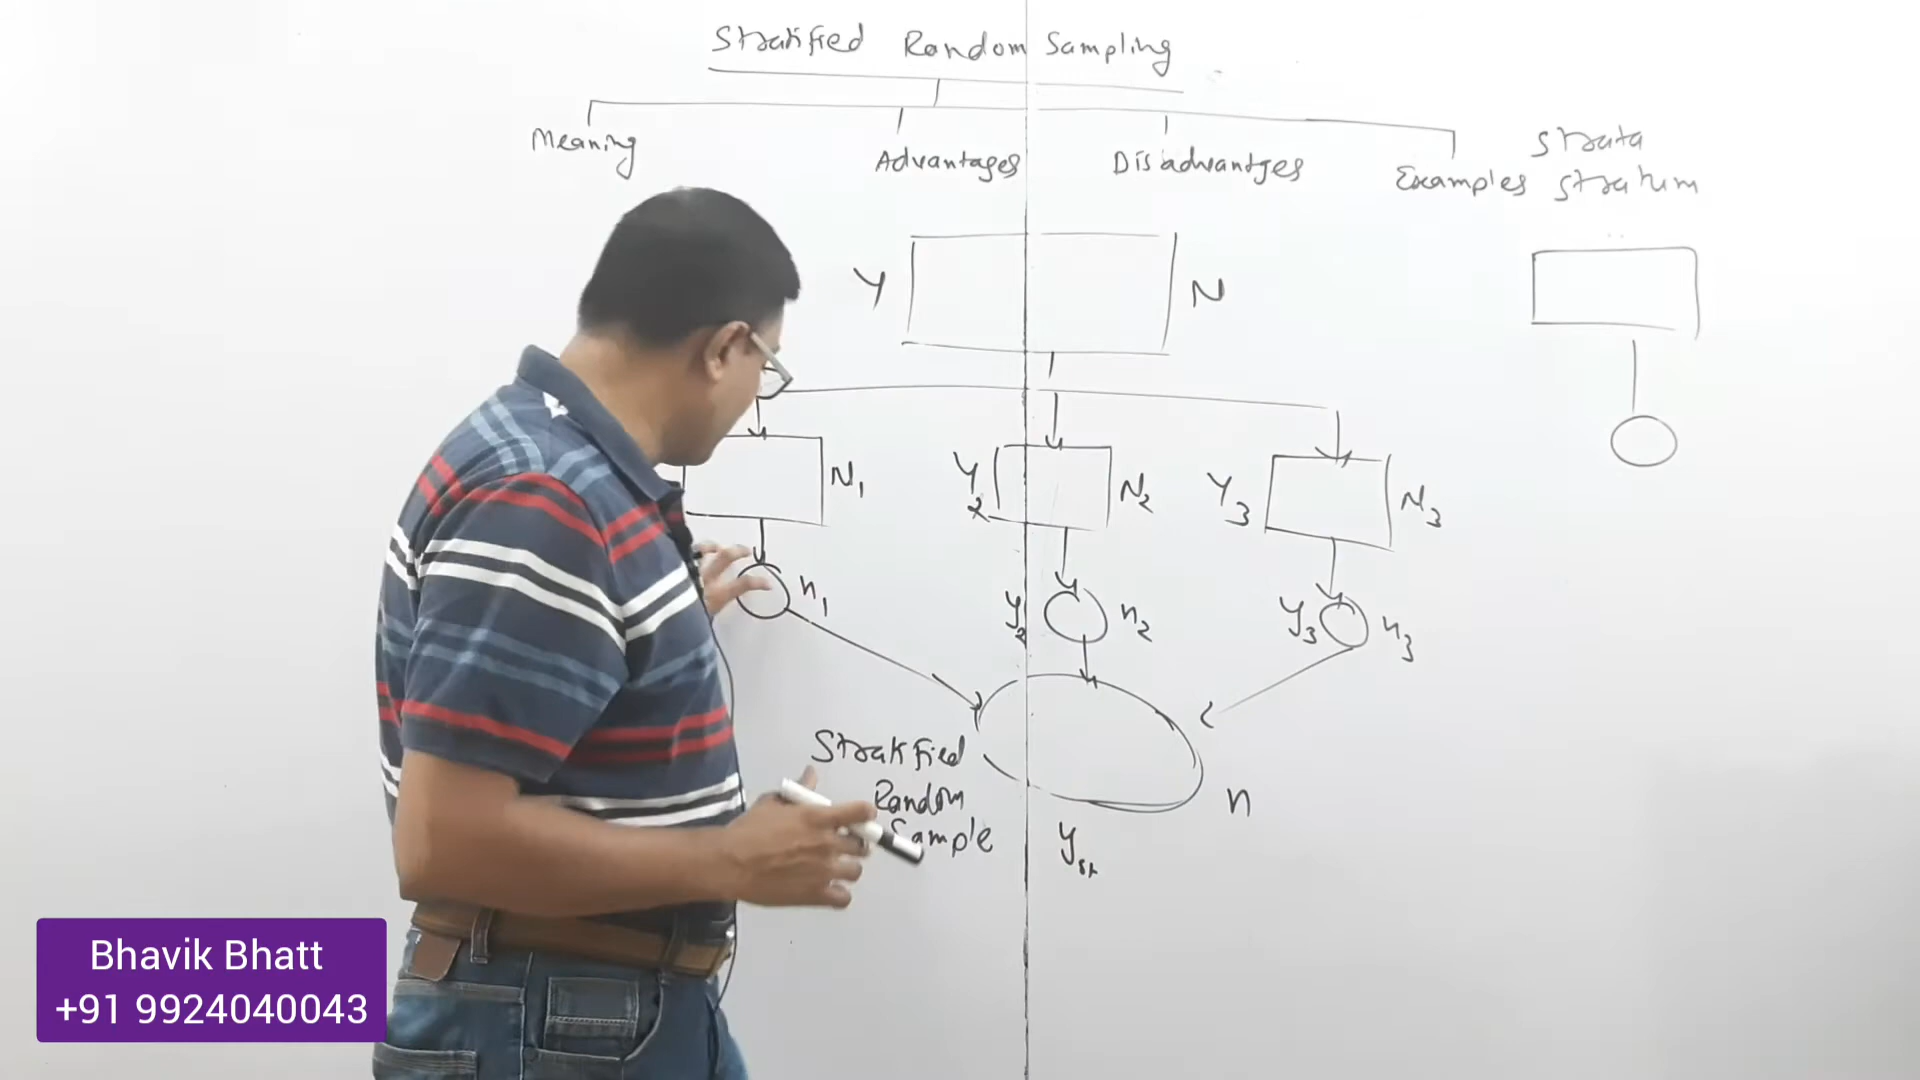 Stratified Random Sampling
Meaning
Advantages
Disadvantges
Examples
Strata
Stratum
Y
N
N1
Y2
N2
Y3
N3
n1
y2
n2
y3
n3
Stratified
Random
Sample
n
yst
Bhavik Bhatt
+91 9924040043